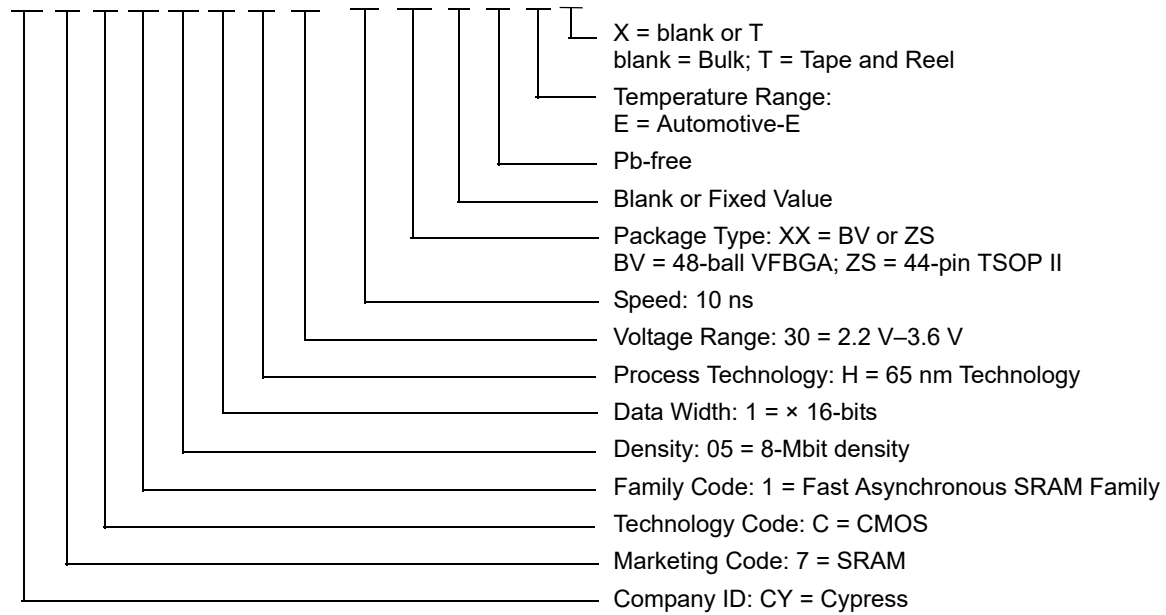 X = blank or T
blank = Bulk; T = Tape and Reel
Temperature Range:
E = Automotive-E
Pb-free
Blank or Fixed Value
Package Type: XX = BV or ZS
BV = 48-ball VFBGA; ZS = 44-pin TSOP II
Speed: 10 ns
Voltage Range: 30 = 2.2 V–3.6 V
Process Technology: H = 65 nm Technology
Data Width: 1 = × 16-bits
Density: 05 = 8-Mbit density
Family Code: 1 = Fast Asynchronous SRAM Family
Technology Code: C = CMOS
Marketing Code: 7 = SRAM
Company ID: CY = Cypress